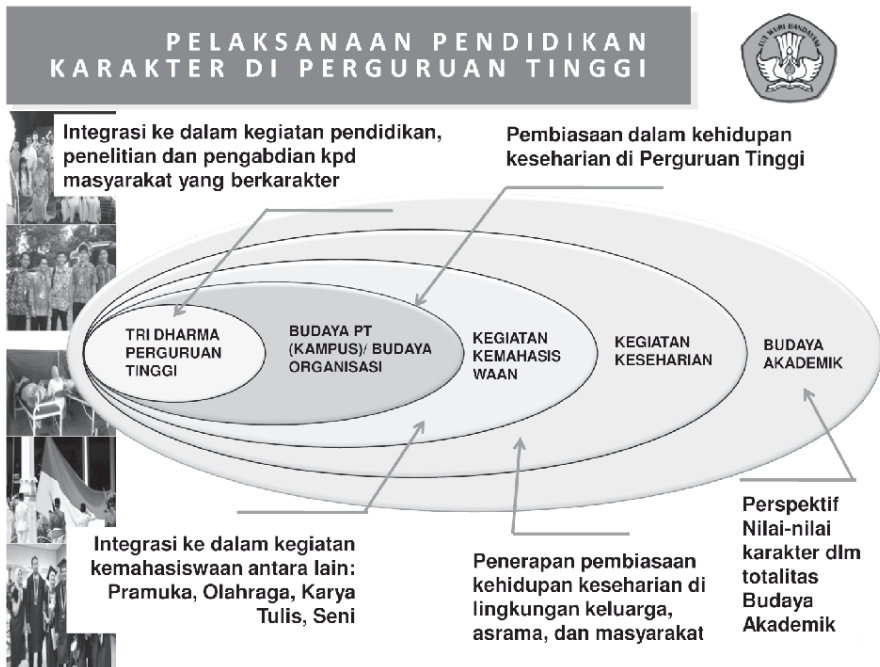 PELAKSANAAN PENDIDIKAN
KARAKTER DI PERGURUAN TINGGI
TUT WURI HANDAYANI
Integrasi ke dalam kegiatan pendidikan,
penelitian dan pengabdian kpd
masyarakat yang berkarakter
Pembiasaan dalam kehidupan
keseharian di Perguruan Tinggi
TRI DHARMA
PERGURUAN
TINGGI
BUDAYA PT
(KAMPUS)/ BUDAYA
ORGANISASI
KEGIATAN
KEMAHASIS
WAAN
KEGIATAN
KESEHARIAN
BUDAYA
AKADEMIK
Integrasi ke dalam kegiatan
kemahasiswaan antara lain:
Pramuka, Olahraga, Karya
Tulis, Seni
Penerapan pembiasaan
kehidupan keseharian di
lingkungan keluarga,
asrama, dan masyarakat
Perspektif
Nilai-nilai
karakter dlm
totalitas
Budaya
Akademik